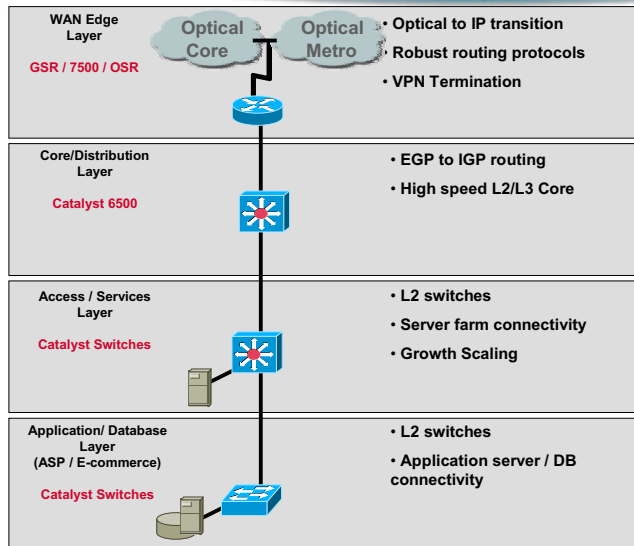 WAN Edge
Layer
GSR / 7500 / OSR
Optical
Core
Optical
Metro
• Optical to IP transition
• Robust routing protocols
• VPN Termination
Core/Distribution
Layer
Catalyst 6500
• EGP to IGP routing
• High speed L2/L3 Core
Access / Services
Layer
Catalyst Switches
• L2 switches
• Server farm connectivity
• Growth Scaling
Application/ Database
Layer
(ASP / E-commerce)
Catalyst Switches
• L2 switches
• Application server / DB
connectivity